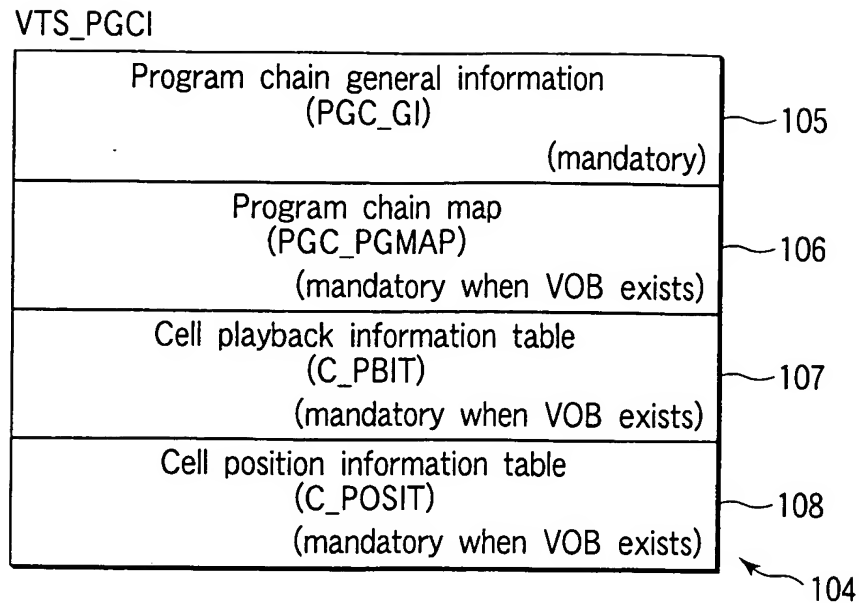 VTS_PGCI
Program chain general information
(PGC_GI)
(mandatory)
105
Program chain map
(PGC_PGMAP)
(mandatory when VOB exists)
106
Cell playback information table
(C_PBIT)
(mandatory when VOB exists)
107
Cell position information table
(C_POSIT)
(mandatory when VOB exists)
108
104